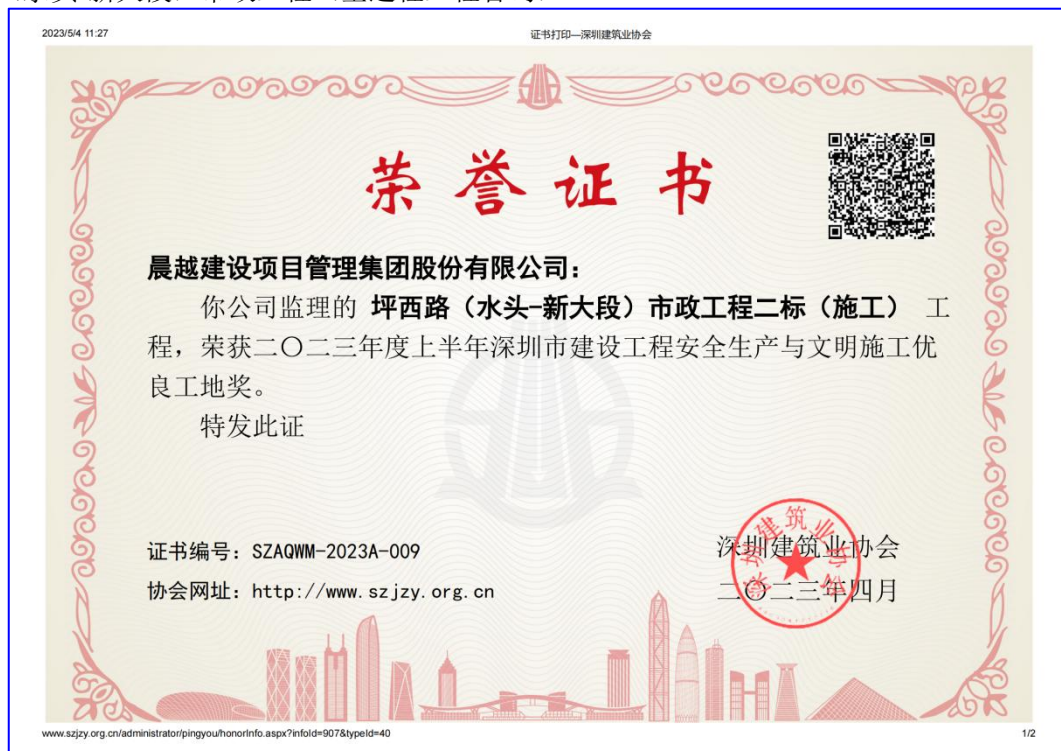 2023/5/4 11:27
证书打印—深圳建筑业协会
荣誉证书
晨越建设项目管理集团股份有限公司：
你公司监理的 坪西路（水头-新大段）市政工程二标（施工） 工
程，荣获二〇二三年度上半年深圳市建设工程安全生产与文明施工优
良工地奖。
特发此证
证书编号：SZAQWM-2023A-009
协会网址：http://www.szjzy.org.cn
深圳建筑业协会
二〇二三年四月
深圳建筑业协会
www.szjzy.org.cn/administrator/pingyou/honorInfo.aspx?infoId=907&typeId=40
1/2